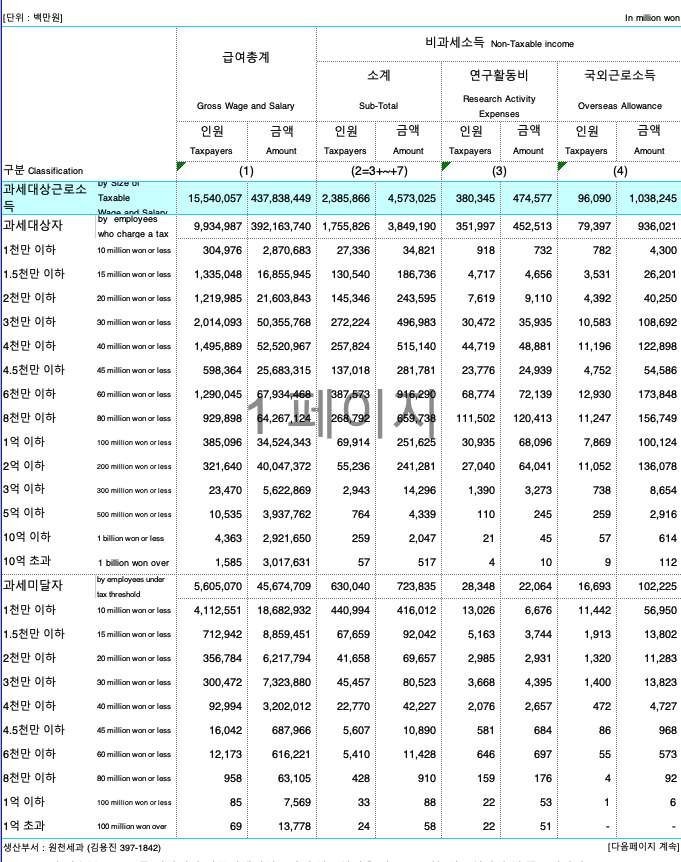 [단위 : 백만원] In million won
급여총계 비과세소득 Non-Taxable income
소계 연구활동비 국외근로소득
Gross Wage and Salary Sub-Total Research Activity Expenses Overseas Allowance
인원 금액 인원 금액 인원 금액 인원 금액
Taxpayers Amount Taxpayers Amount Taxpayers Amount Taxpayers Amount
구분 Classification (1) (2=3+~+7) (3) (4)
과세대상근로소득 by Size of Taxable Wage and Salary 15,540,057 437,838,449 2,385,866 4,573,025 380,345 474,577 96,090 1,038,245
과세대상자 by employees who charge a tax 9,934,987 392,163,740 1,755,826 3,849,190 351,997 452,513 79,397 936,021
1천만 이하 10 million won or less 304,976 2,870,683 27,336 34,821 918 732 782 4,300
1.5천만 이하 15 million won or less 1,335,048 16,855,945 130,540 186,736 4,717 4,656 3,531 26,201
2천만 이하 20 million won or less 1,219,985 21,603,843 145,346 243,595 7,619 9,110 4,392 40,250
3천만 이하 30 million won or less 2,014,093 50,355,768 272,224 496,983 30,472 35,935 10,583 108,692
4천만 이하 40 million won or less 1,495,889 52,520,967 257,824 515,140 44,719 48,881 11,196 122,898
4.5천만 이하 45 million won or less 598,364 25,683,315 137,018 281,781 23,776 24,939 4,752 54,586
6천만 이하 60 million won or less 1,290,045 67,934,468 387,573 916,290 68,774 72,139 12,930 173,848
8천만 이하 80 million won or less 929,898 64,267,124 268,792 659,738 111,502 120,413 11,247 156,749
1 페이지
1억 이하 100 million won or less 385,096 34,524,343 69,914 251,625 30,935 68,096 7,869 100,124
2억 이하 200 million won or less 321,640 40,047,372 55,236 241,281 27,040 64,041 11,052 136,078
3억 이하 300 million won or less 23,470 5,622,869 2,943 14,296 1,390 3,273 738 8,654
5억 이하 500 million won or less 10,535 3,937,762 764 4,339 110 245 259 2,916
10억 이하 1 billion won or less 4,363 2,921,650 259 2,047 21 45 57 614
10억 초과 1 billion won over 1,585 3,017,631 57 517 4 10 9 112
과세미달자 by employees under tax threshold 5,605,070 45,674,709 630,040 723,835 28,348 22,064 16,693 102,225
1천만 이하 10 million won or less 4,112,551 18,682,932 440,994 416,012 13,026 6,676 11,442 56,950
1.5천만 이하 15 million won or less 712,942 8,859,451 67,659 92,042 5,163 3,744 1,913 13,802
2천만 이하 20 million won or less 356,784 6,217,794 41,658 69,657 2,985 2,931 1,320 11,283
3천만 이하 30 million won or less 300,472 7,323,880 45,457 80,523 3,668 4,395 1,400 13,823
4천만 이하 40 million won or less 92,994 3,202,012 22,770 42,227 2,076 2,657 472 4,727
4.5천만 이하 45 million won or less 16,042 687,966 5,607 10,890 581 684 86 968
6천만 이하 60 million won or less 12,173 616,221 5,410 11,428 646 697 55 573
8천만 이하 80 million won or less 958 63,105 428 910 159 176 4 92
1억 이하 100 million won or less 85 7,569 33 88 22 53 1 6
1억 초과 100 million won over 69 13,778 24 58 22 51 - -
생산부서 : 원천세과 (김용진 397-1842) [다음페이지 계속]